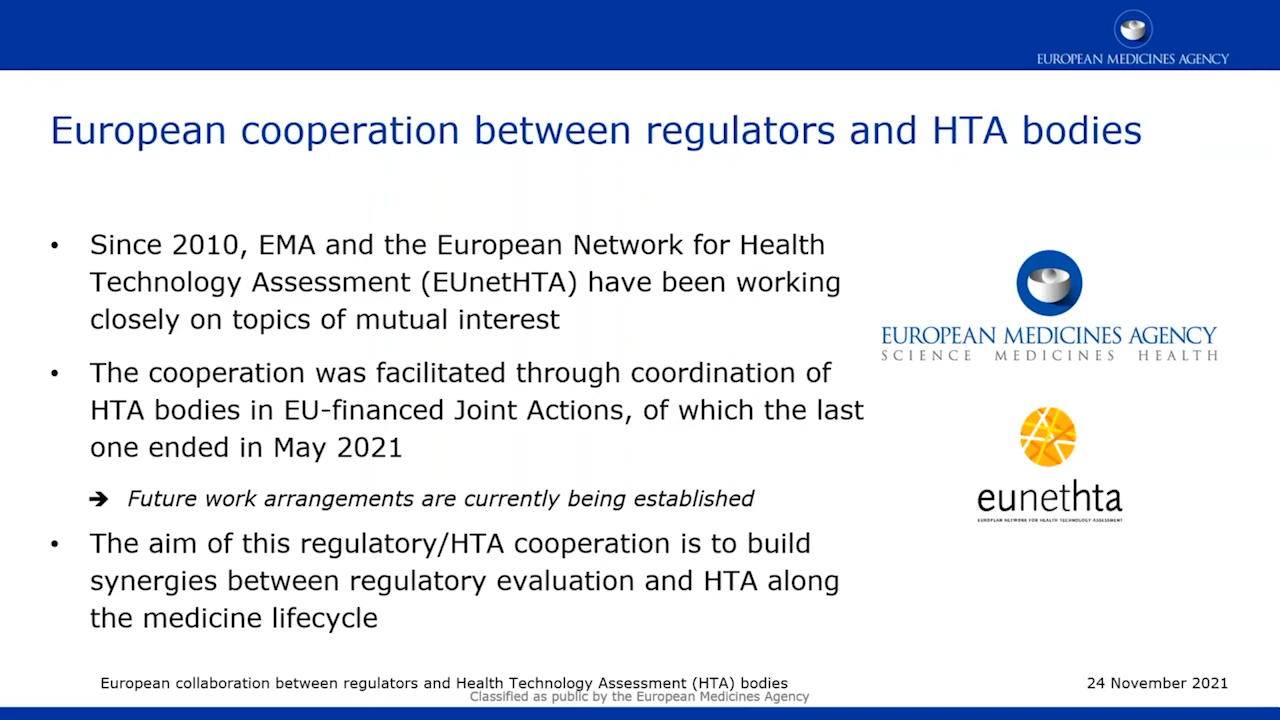 EUROPEAN MEDICINES AGENCY
European cooperation between regulators and HTA bodies
• Since 2010, EMA and the European Network for Health
Technology Assessment (EUnetHTA) have been working
closely on topics of mutual interest
• The cooperation was facilitated through coordination of
HTA bodies in EU-financed Joint Actions, of which the last
one ended in May 2021
➔ Future work arrangements are currently being established
• The aim of this regulatory/HTA cooperation is to build
synergies between regulatory evaluation and HTA along
the medicine lifecycle
EUROPEAN MEDICINES AGENCY
SCIENCE MEDICINES HEALTH
eunethta
EUROPEAN NETWORK FOR HEALTH TECHNOLOGY ASSESSMENT
European collaboration between regulators and Health Technology Assessment (HTA) bodies
24 November 2021
Classified as public by the European Medicines Agency